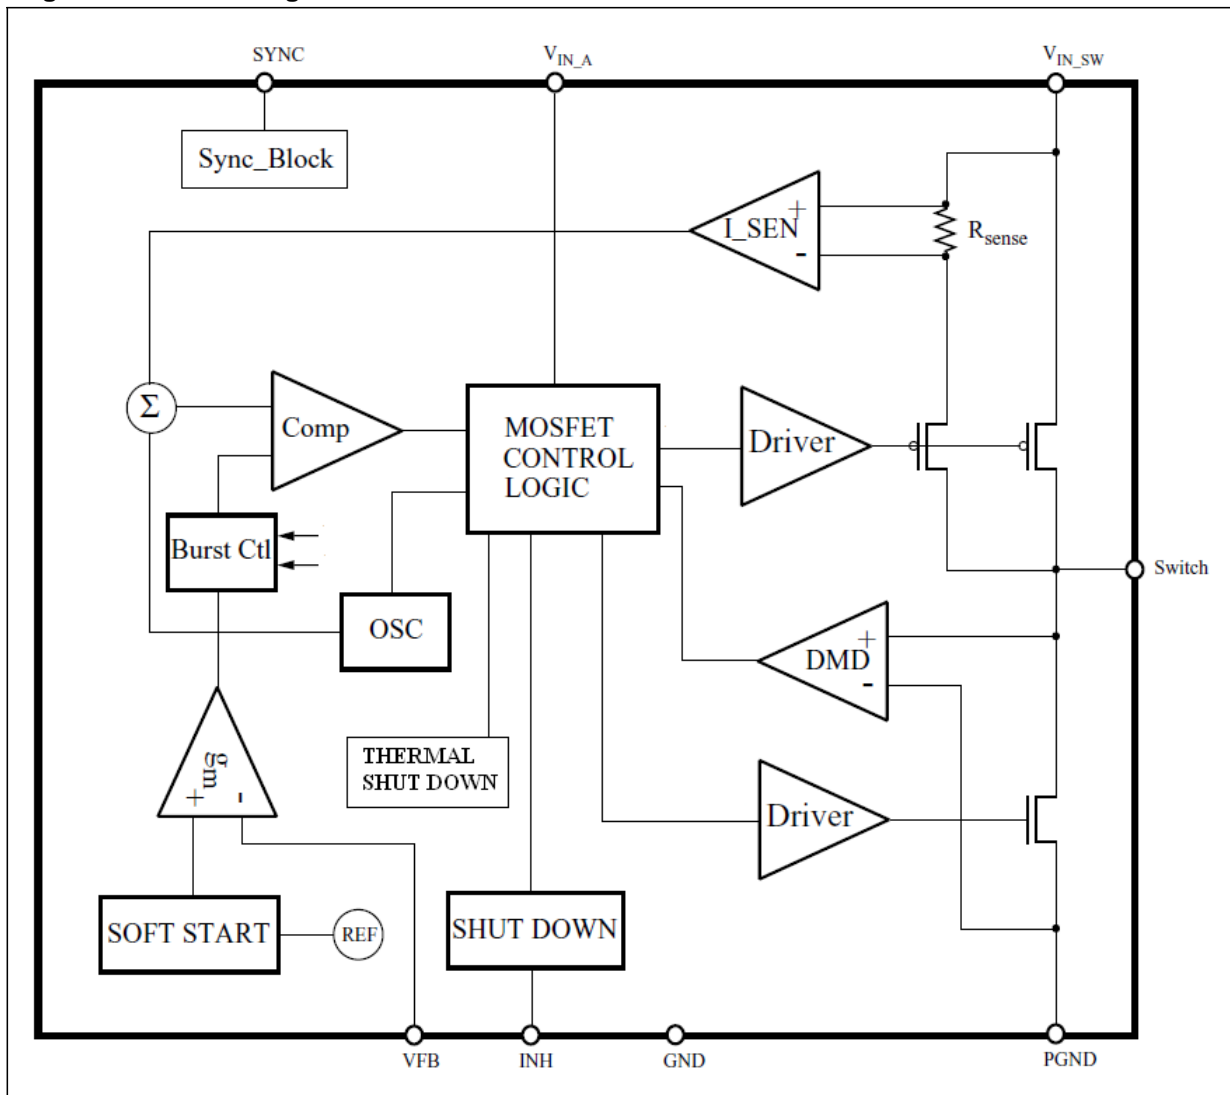 SYNC
VIN_A
VIN_SW
Sync_Block
+
I_SEN
-
Rsense
Σ
Comp
MOSFET
CONTROL
LOGIC
Driver
Burst Ctl
Switch
OSC
+
DMD
-
gm
+ -
THERMAL
SHUT DOWN
Driver
SOFT START
REF
SHUT DOWN
VFB
INH
GND
PGND